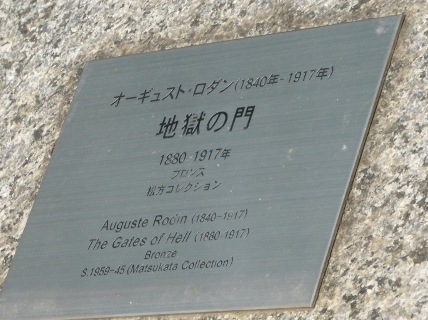 オーギュスト・ロダン(1840年-1917年)
地獄の門
1880-1917年
ブロンズ
松方コレクション
Auguste Rodin (1840-1917)
The Gates of Hell (1880-1917)
Bronze
S.1959-45 (Matsukata Collection)